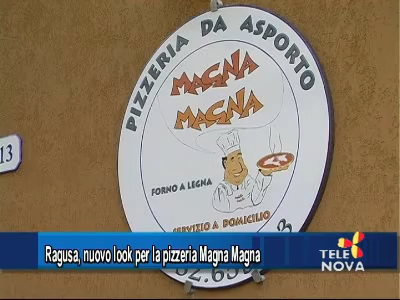 PIZZERIA DA ASPORTO
MAGNA
MAGNA
13
FORNO A LEGNA
SERVIZIO A DOMICILIO
Ragusa, nuovo look per la pizzeria Magna Magna
TELE
NOVA